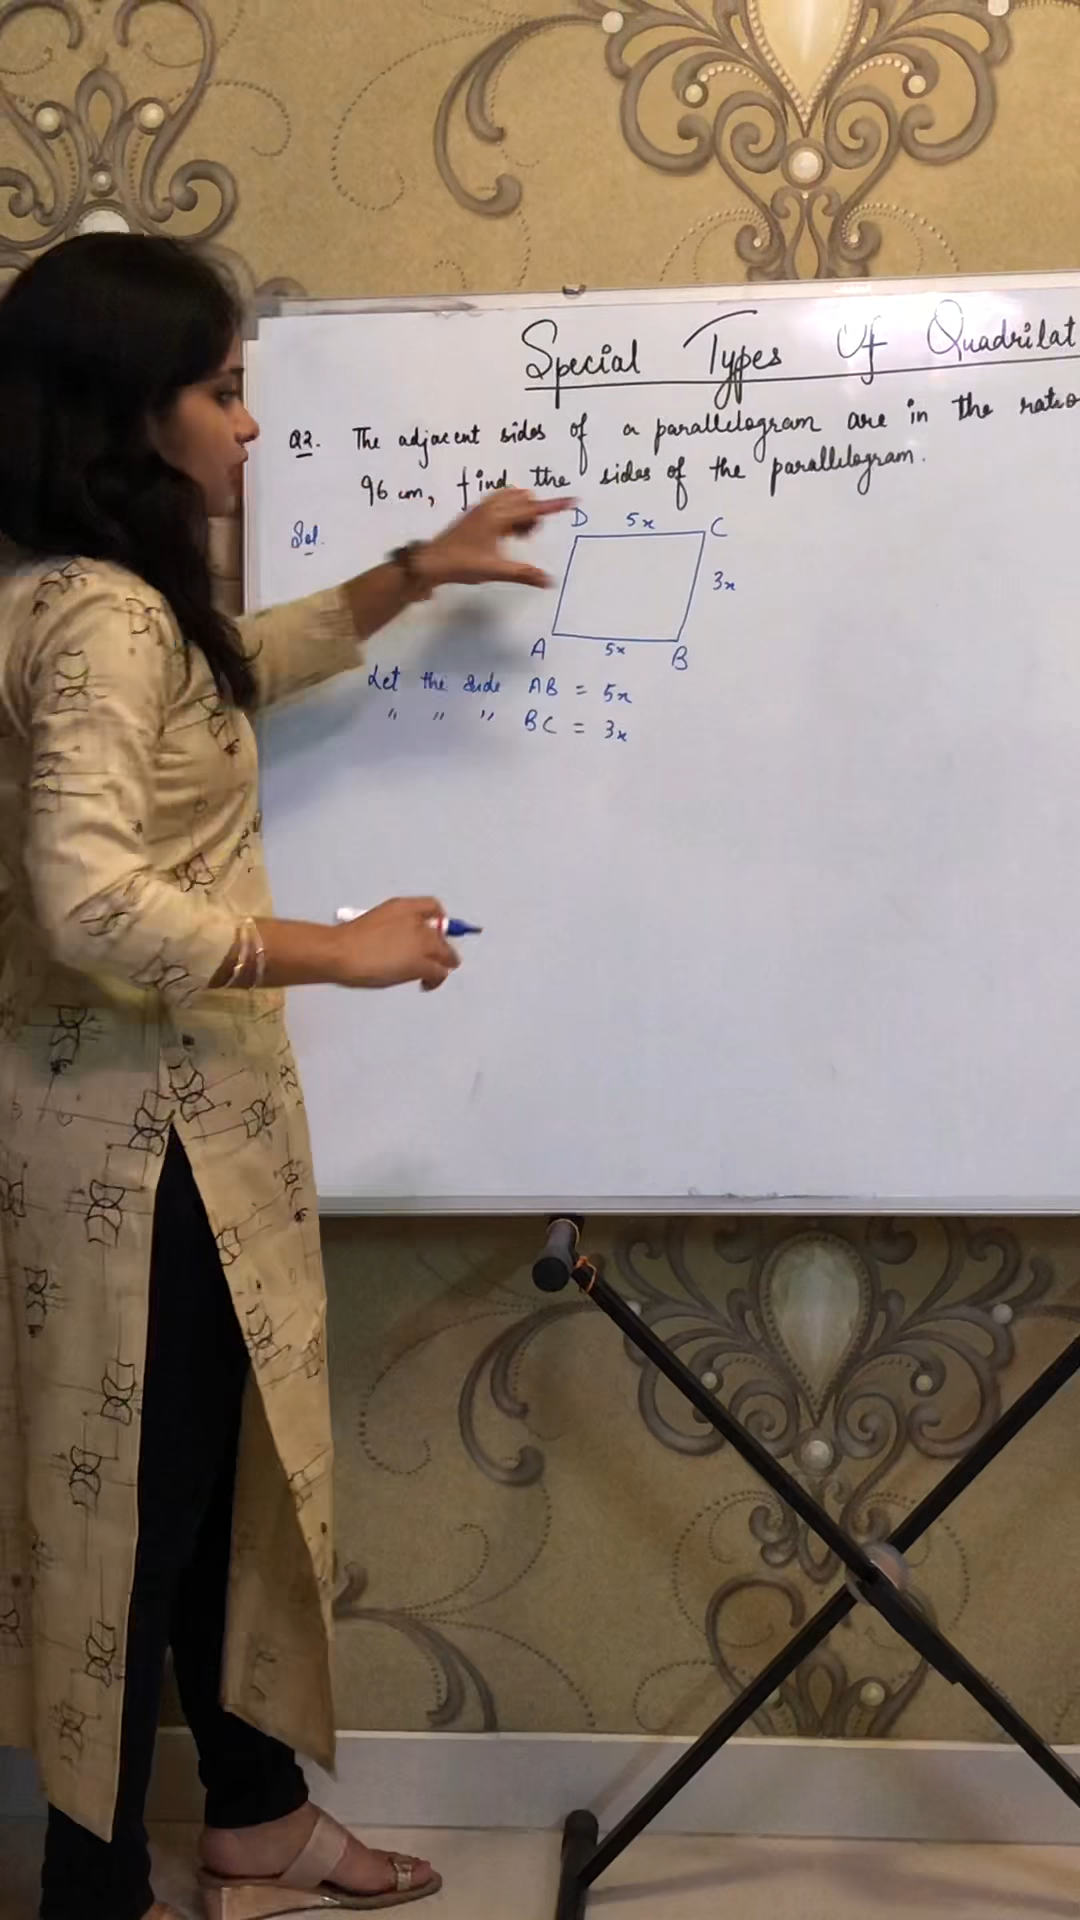 Special Types Of Quadrilat
Q2. The adjacent sides of a parallelogram are in the ratio
96 cm, find the sides of the parallelogram.
Sol.
D 5x C
3x
A 5x B
Let the side AB = 5x
" " " BC = 3x